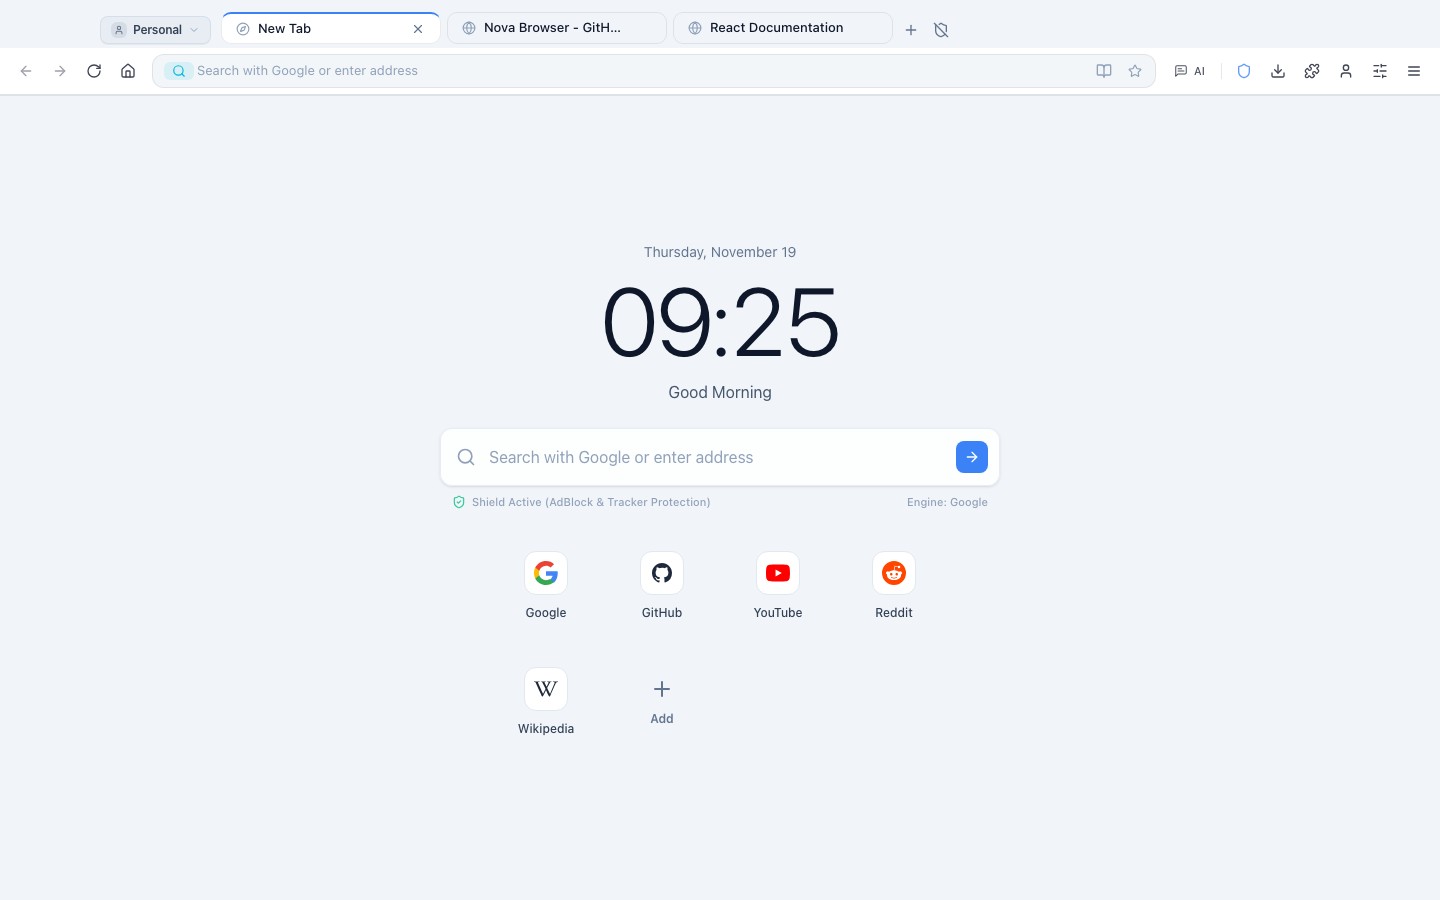 Personal
New Tab
Nova Browser - GitH...
React Documentation
Search with Google or enter address
AI
Thursday, November 19
09:25
Good Morning
Search with Google or enter address
Shield Active (AdBlock & Tracker Protection)
Engine: Google
Google
GitHub
YouTube
Reddit
W
Wikipedia
Add